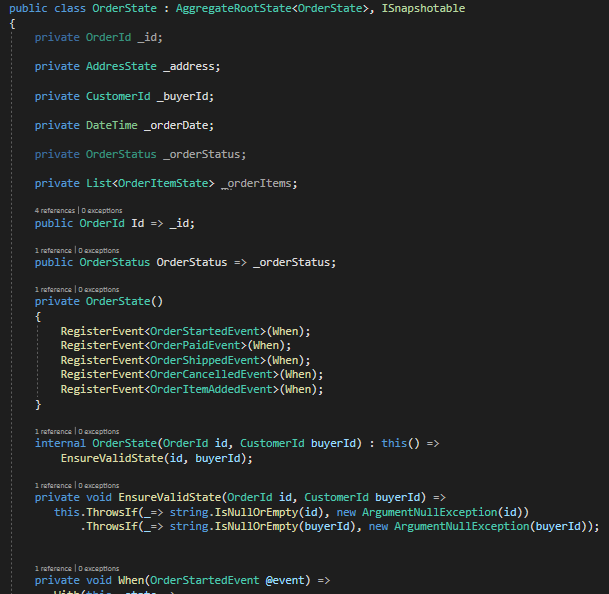 public class OrderState : AggregateRootState<OrderState>, ISnapshotable
{
private OrderId _id;
private AddresState _address;
private CustomerId _buyerId;
private DateTime _orderDate;
private OrderStatus _orderStatus;
private List<OrderItemState> _orderItems;
4 references | 0 exceptions
public OrderId Id => _id;
1 reference | 0 exceptions
public OrderStatus OrderStatus => _orderStatus;
1 reference | 0 exceptions
private OrderState()
{
RegisterEvent<OrderStartedEvent>(When);
RegisterEvent<OrderPaidEvent>(When);
RegisterEvent<OrderShippedEvent>(When);
RegisterEvent<OrderCancelledEvent>(When);
RegisterEvent<OrderItemAddedEvent>(When);
}
1 reference | 0 exceptions
internal OrderState(OrderId id, CustomerId buyerId) : this() =>
EnsureValidState(id, buyerId);
1 reference | 0 exceptions
private void EnsureValidState(OrderId id, CustomerId buyerId) =>
this.ThrowsIf(_=> string.IsNullOrEmpty(id), new ArgumentNullException(id))
.ThrowsIf(_=> string.IsNullOrEmpty(buyerId), new ArgumentNullException(buyerId));
1 reference | 0 exceptions
private void When(OrderStartedEvent @event) =>
With(this, state =>